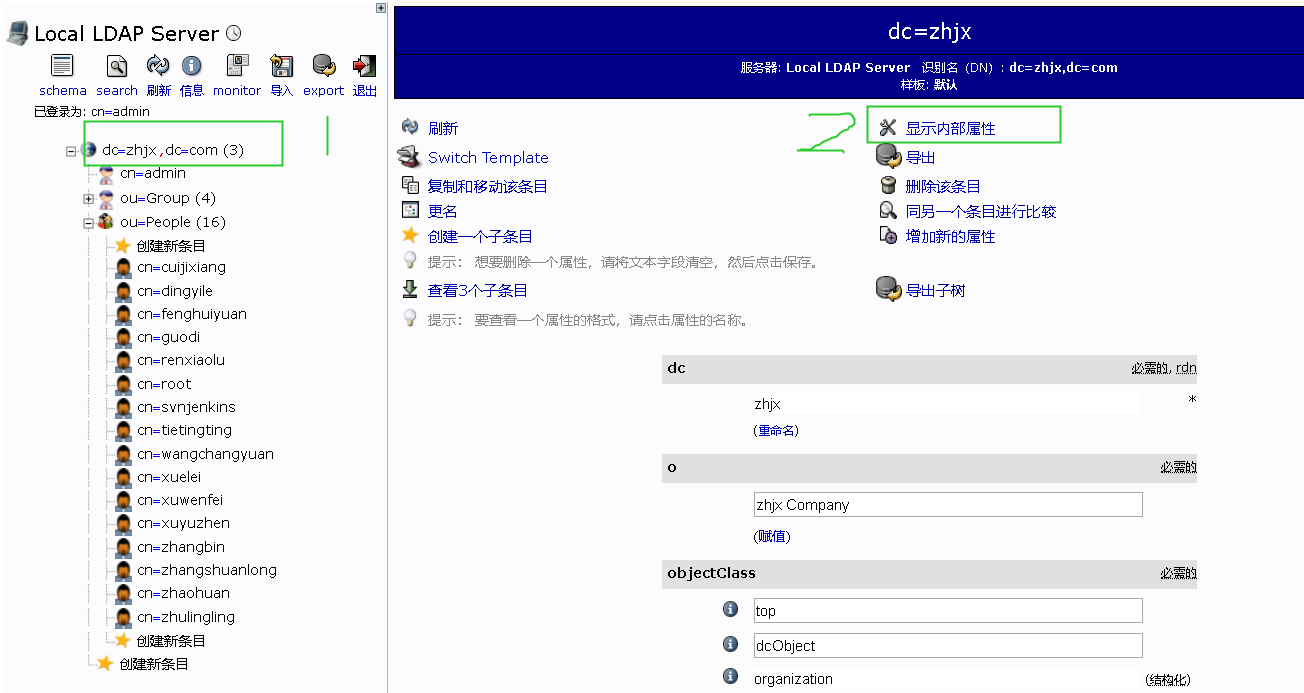 Local LDAP Server
schema search 刷新 信息 monitor 导入 export 退出
已登录为: cn=admin
dc=zhjx,dc=com (3)
cn=admin
ou=Group (4)
ou=People (16)
创建新条目
cn=cuijixiang
cn=dingyile
cn=fenghuiyuan
cn=guodi
cn=renxiaolu
cn=root
cn=svnjenkins
cn=tietingting
cn=wangchangyuan
cn=xuelei
cn=xuwenfei
cn=xuyuzhen
cn=zhangbin
cn=zhangshuanlong
cn=zhaohuan
cn=zhulingling
创建新条目
创建新条目
1
dc=zhjx
服务器: Local LDAP Server 识别名 (DN) : dc=zhjx,dc=com
样板: 默认
刷新
2
显示内部属性
Switch Template
导出
复制和移动该条目
删除该条目
更名
同另一个条目进行比较
创建一个子条目
增加新的属性
提示: 想要删除一个属性，请将文本字段清空，然后点击保存。
查看3个子条目
导出子树
提示: 要查看一个属性的格式，请点击属性的名称。
dc 必需的, rdn
zhjx *
(重命名)
o 必需的
zhjx Company
(赋值)
objectClass 必需的
top
dcObject
organization (结构化)